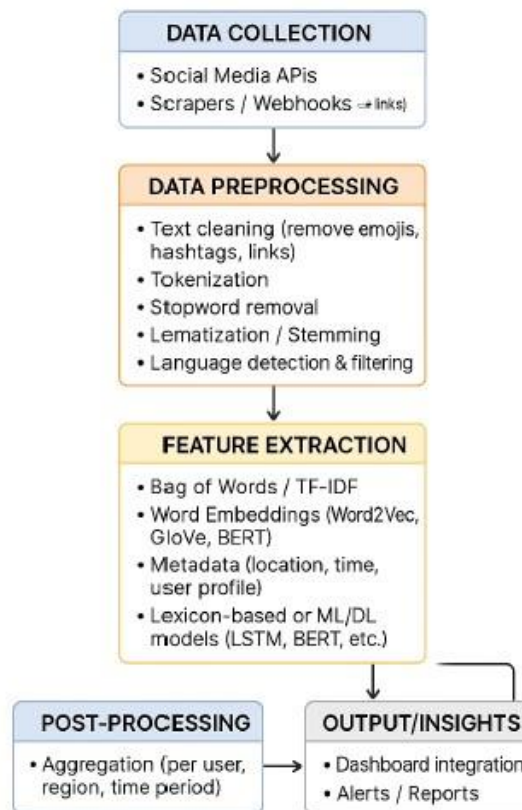 DATA COLLECTION
• Social Media APis
• Scrapers / Webhooks → links)
DATA PREPROCESSING
• Text cleaning (remove emojis,
hashtags, links)
• Tokenization
• Stopword removal
• Lematization / Stemming
• Language detection & filtering
FEATURE EXTRACTION
• Bag of Words / TF-IDF
• Word Embeddings (Word2Vec,
GloVe, BERT)
• Metadata (location, time,
user profile)
• Lexicon-based or ML/DL
models (LSTM, BERT, etc.)
POST-PROCESSING
• Aggregation (per user,
region, time period)
OUTPUT/INSIGHTS
• Dashboard integration
• Alerts / Reports